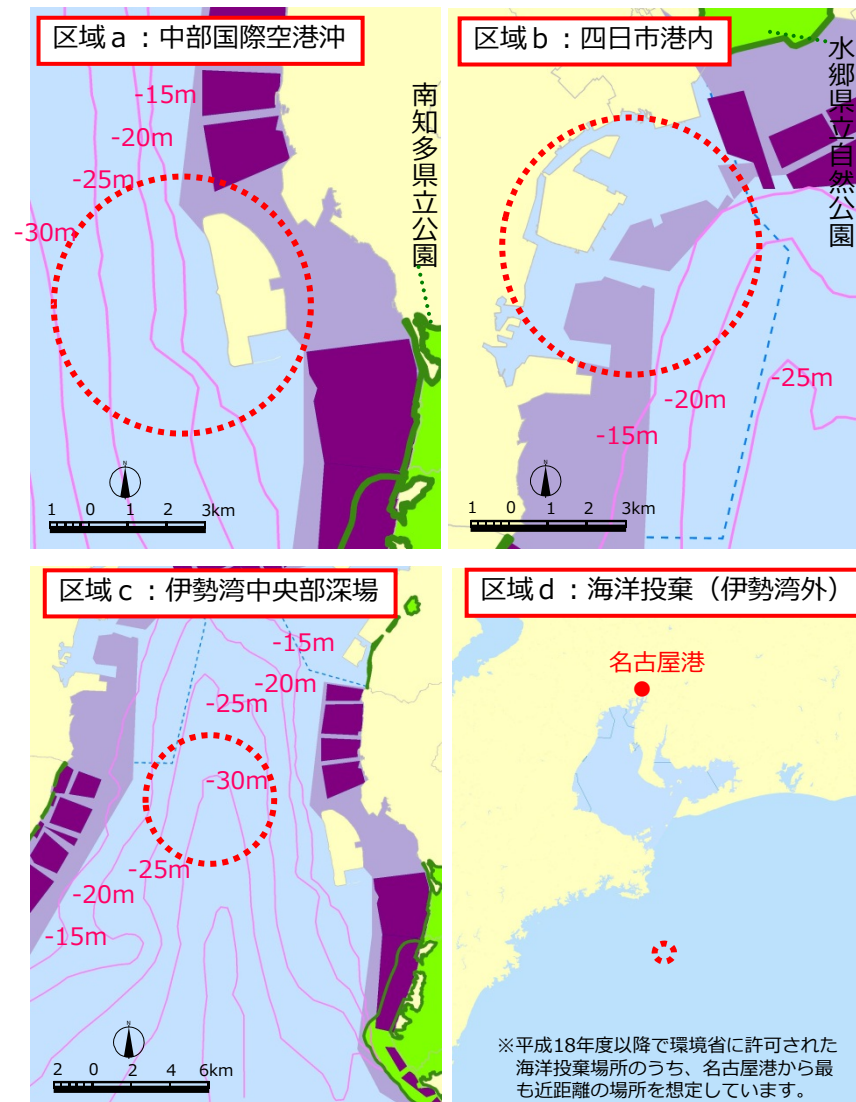 区域a：中部国際空港沖
-15m
-20m
-25m
-30m
南知多県立公園
N
1 0 1 2 3km
区域b：四日市港内
水郷県立自然公園
-25m
-20m
-15m
N
1 0 1 2 3km
区域c：伊勢湾中央部深場
-15m
-20m
-25m
-30m
-25m
-20m
-15m
N
2 0 2 4 6km
区域d：海洋投棄（伊勢湾外）
名古屋港
※平成18年度以降で環境省に許可された
海洋投棄場所のうち、名古屋港から最
も近距離の場所を想定しています。